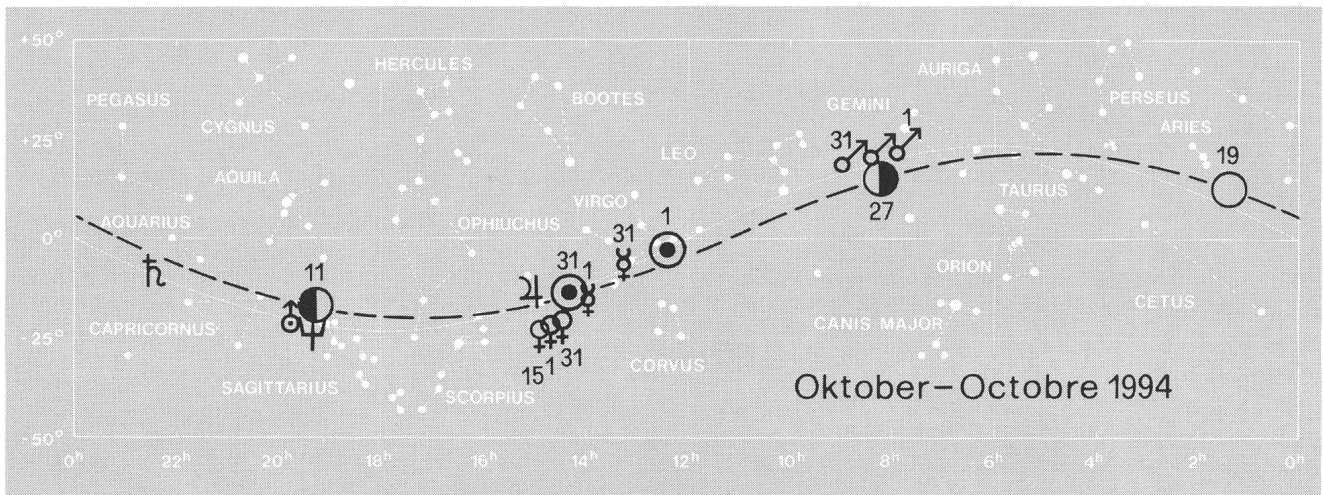 +50°
HERCULES
AURIGA
PEGASUS
BOOTES
GEMINI
1
PERSEUS
CYGNUS
31
ARIES
+25°
LEO
19
AQUILA
TAURUS
VIRGO
AQUARIUS
OPHIUCHUS
1
27
0°
31
11
31
1
ORION
CETUS
CAPRICORNUS
CANIS MAJOR
-25°
15
1
31
CORVUS
SAGITTARIUS
SCORPIUS
Oktober–Octobre 1994
-50°
0h 22h 20h 18h 16h 14h 12h 10h 8h 6h 4h 2h 0h